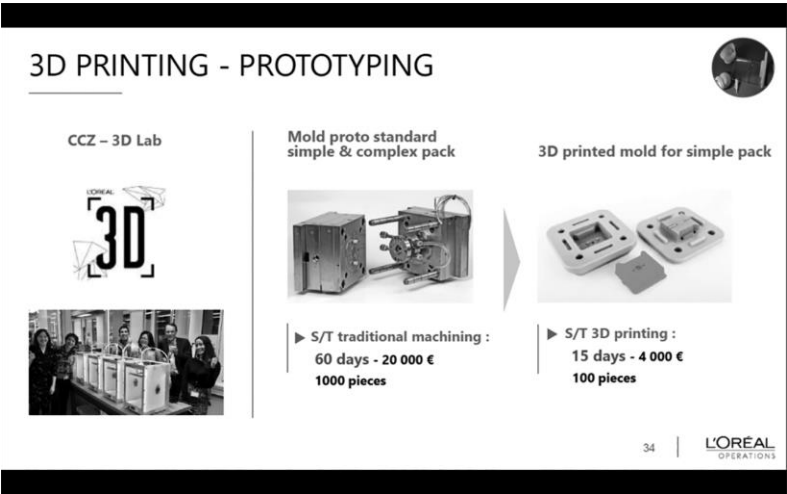 3D PRINTING - PROTOTYPING
CCZ – 3D Lab
L'ORÉAL
3D
Mold proto standard
simple & complex pack
▶ S/T traditional machining :
60 days - 20 000 €
1000 pieces
3D printed mold for simple pack
▶ S/T 3D printing :
15 days - 4 000 €
100 pieces
34
L'ORÉAL
OPERATIONS